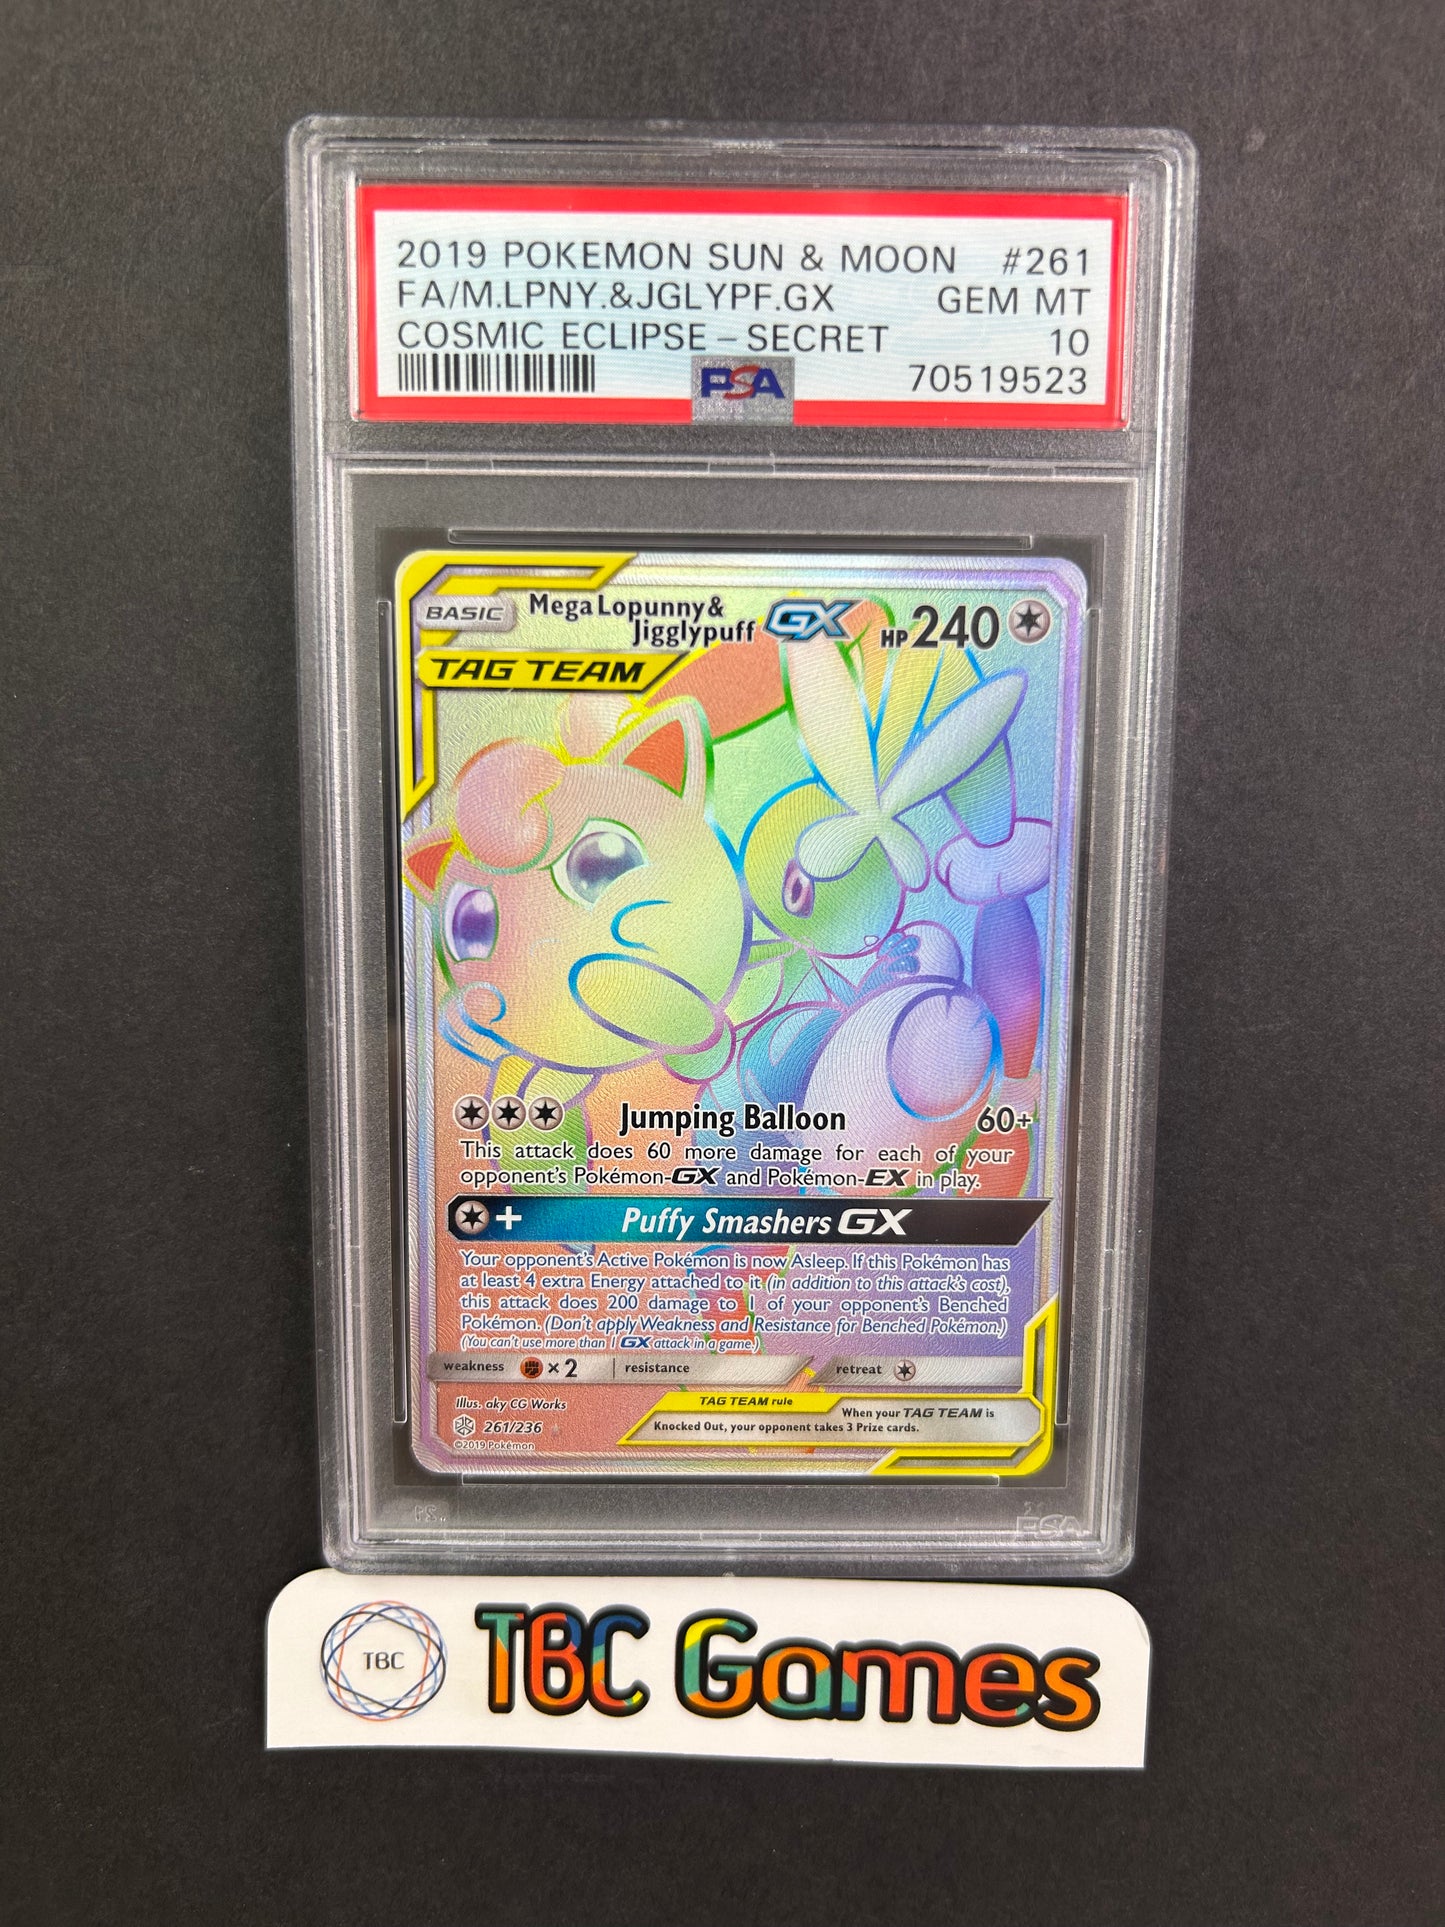 2019 POKEMON SUN & MOON #261
FA/M.LPNY.&JGLYPF.GX GEM MT
COSMIC ECLIPSE – SECRET 10
PSA 70519523
BASIC Mega Lopunny & Jigglypuff GX HP 240
TAG TEAM
Jumping Balloon 60+
This attack does 60 more damage for each of your
opponent's Pokémon-GX and Pokémon-EX in play.
+ Puffy Smashers GX
Your opponent's Active Pokémon is now Asleep. If this Pokémon has
at least 4 extra Energy attached to it (in addition to this attack's cost),
this attack does 200 damage to 1 of your opponent's Benched
Pokémon. (Don't apply Weakness and Resistance for Benched Pokémon.)
(You can't use more than 1 GX attack in a game.)
weakness ×2 resistance retreat
Illus. aky CG Works
261/236
©2019 Pokémon
TAG TEAM rule
When your TAG TEAM is
Knocked Out, your opponent takes 3 Prize cards.
TBC TBC Games